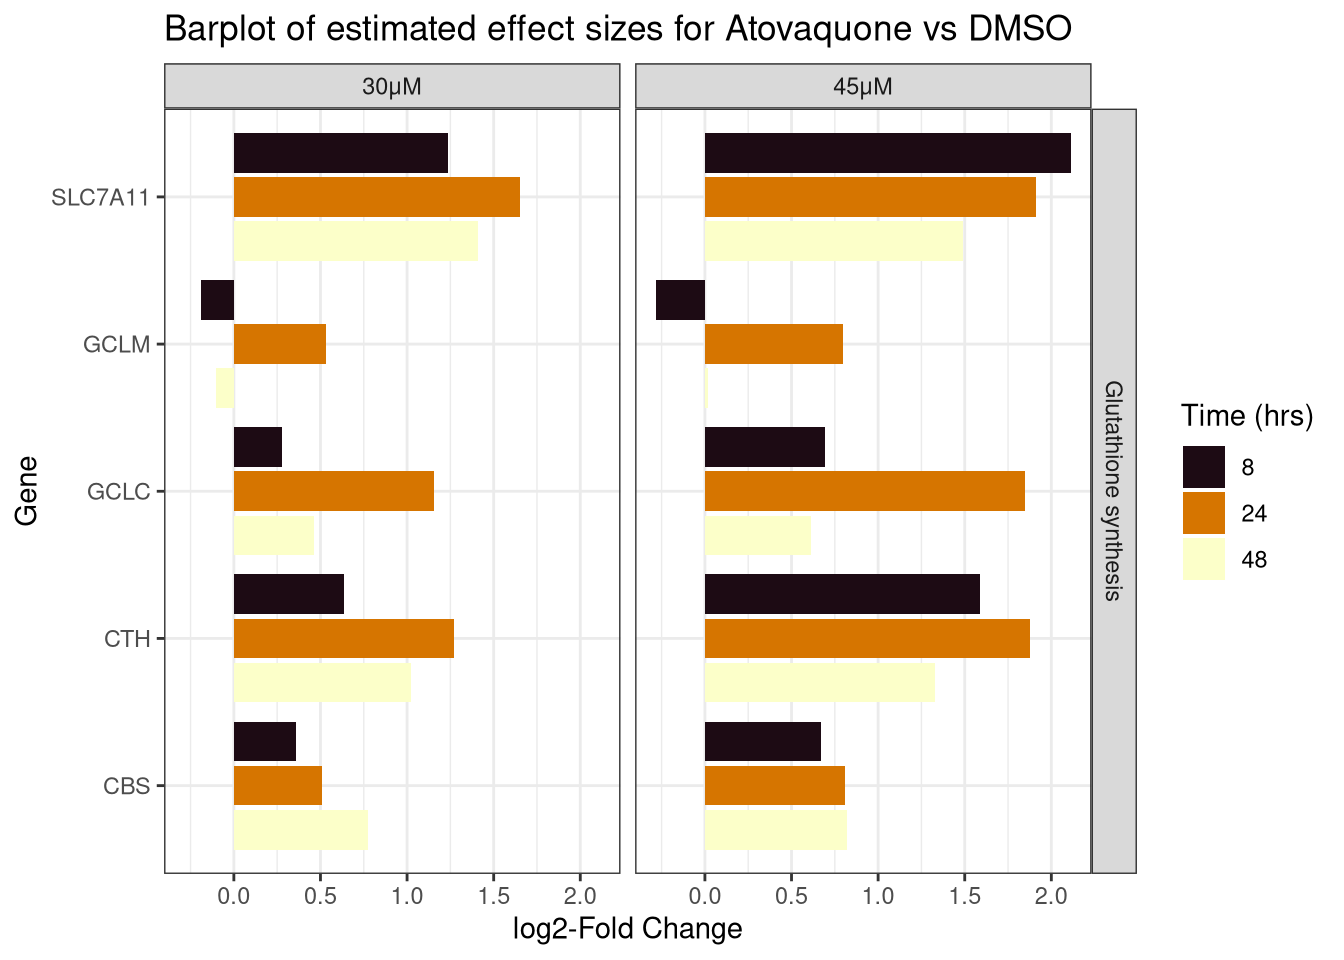 Barplot of estimated effect sizes for Atovaquone vs DMSO
30µM
45µM
SLC7A11
GCLM
GCLC
CTH
CBS
Gene
0.0 0.5 1.0 1.5 2.0
0.0 0.5 1.0 1.5 2.0
log2-Fold Change
Glutathione synthesis
Time (hrs)
8
24
48